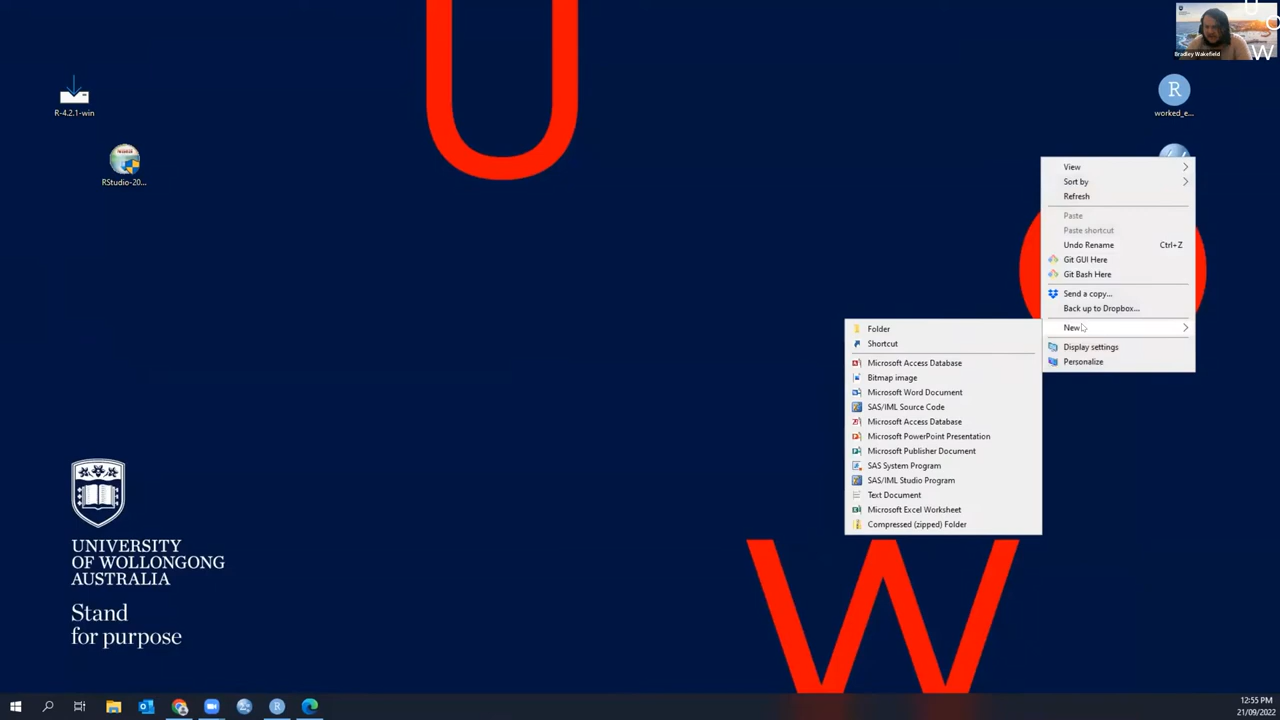 U
O
W
Bradley Wakefield
R-4.2.1-win
R
worked_e...
RStudio-20...
View
Sort by
Refresh
Paste
Paste shortcut
Undo Rename Ctrl+Z
Git GUI Here
Git Bash Here
Send a copy...
Back up to Dropbox...
New
Display settings
Personalize
Folder
Shortcut
Microsoft Access Database
Bitmap image
Microsoft Word Document
SAS/IML Source Code
Microsoft Access Database
Microsoft PowerPoint Presentation
Microsoft Publisher Document
SAS System Program
SAS/IML Studio Program
Text Document
Microsoft Excel Worksheet
Compressed (zipped) Folder
UNIVERSITY
OF WOLLONGONG
AUSTRALIA
Stand
for purpose
W
R
12:55 PM
21/09/2022